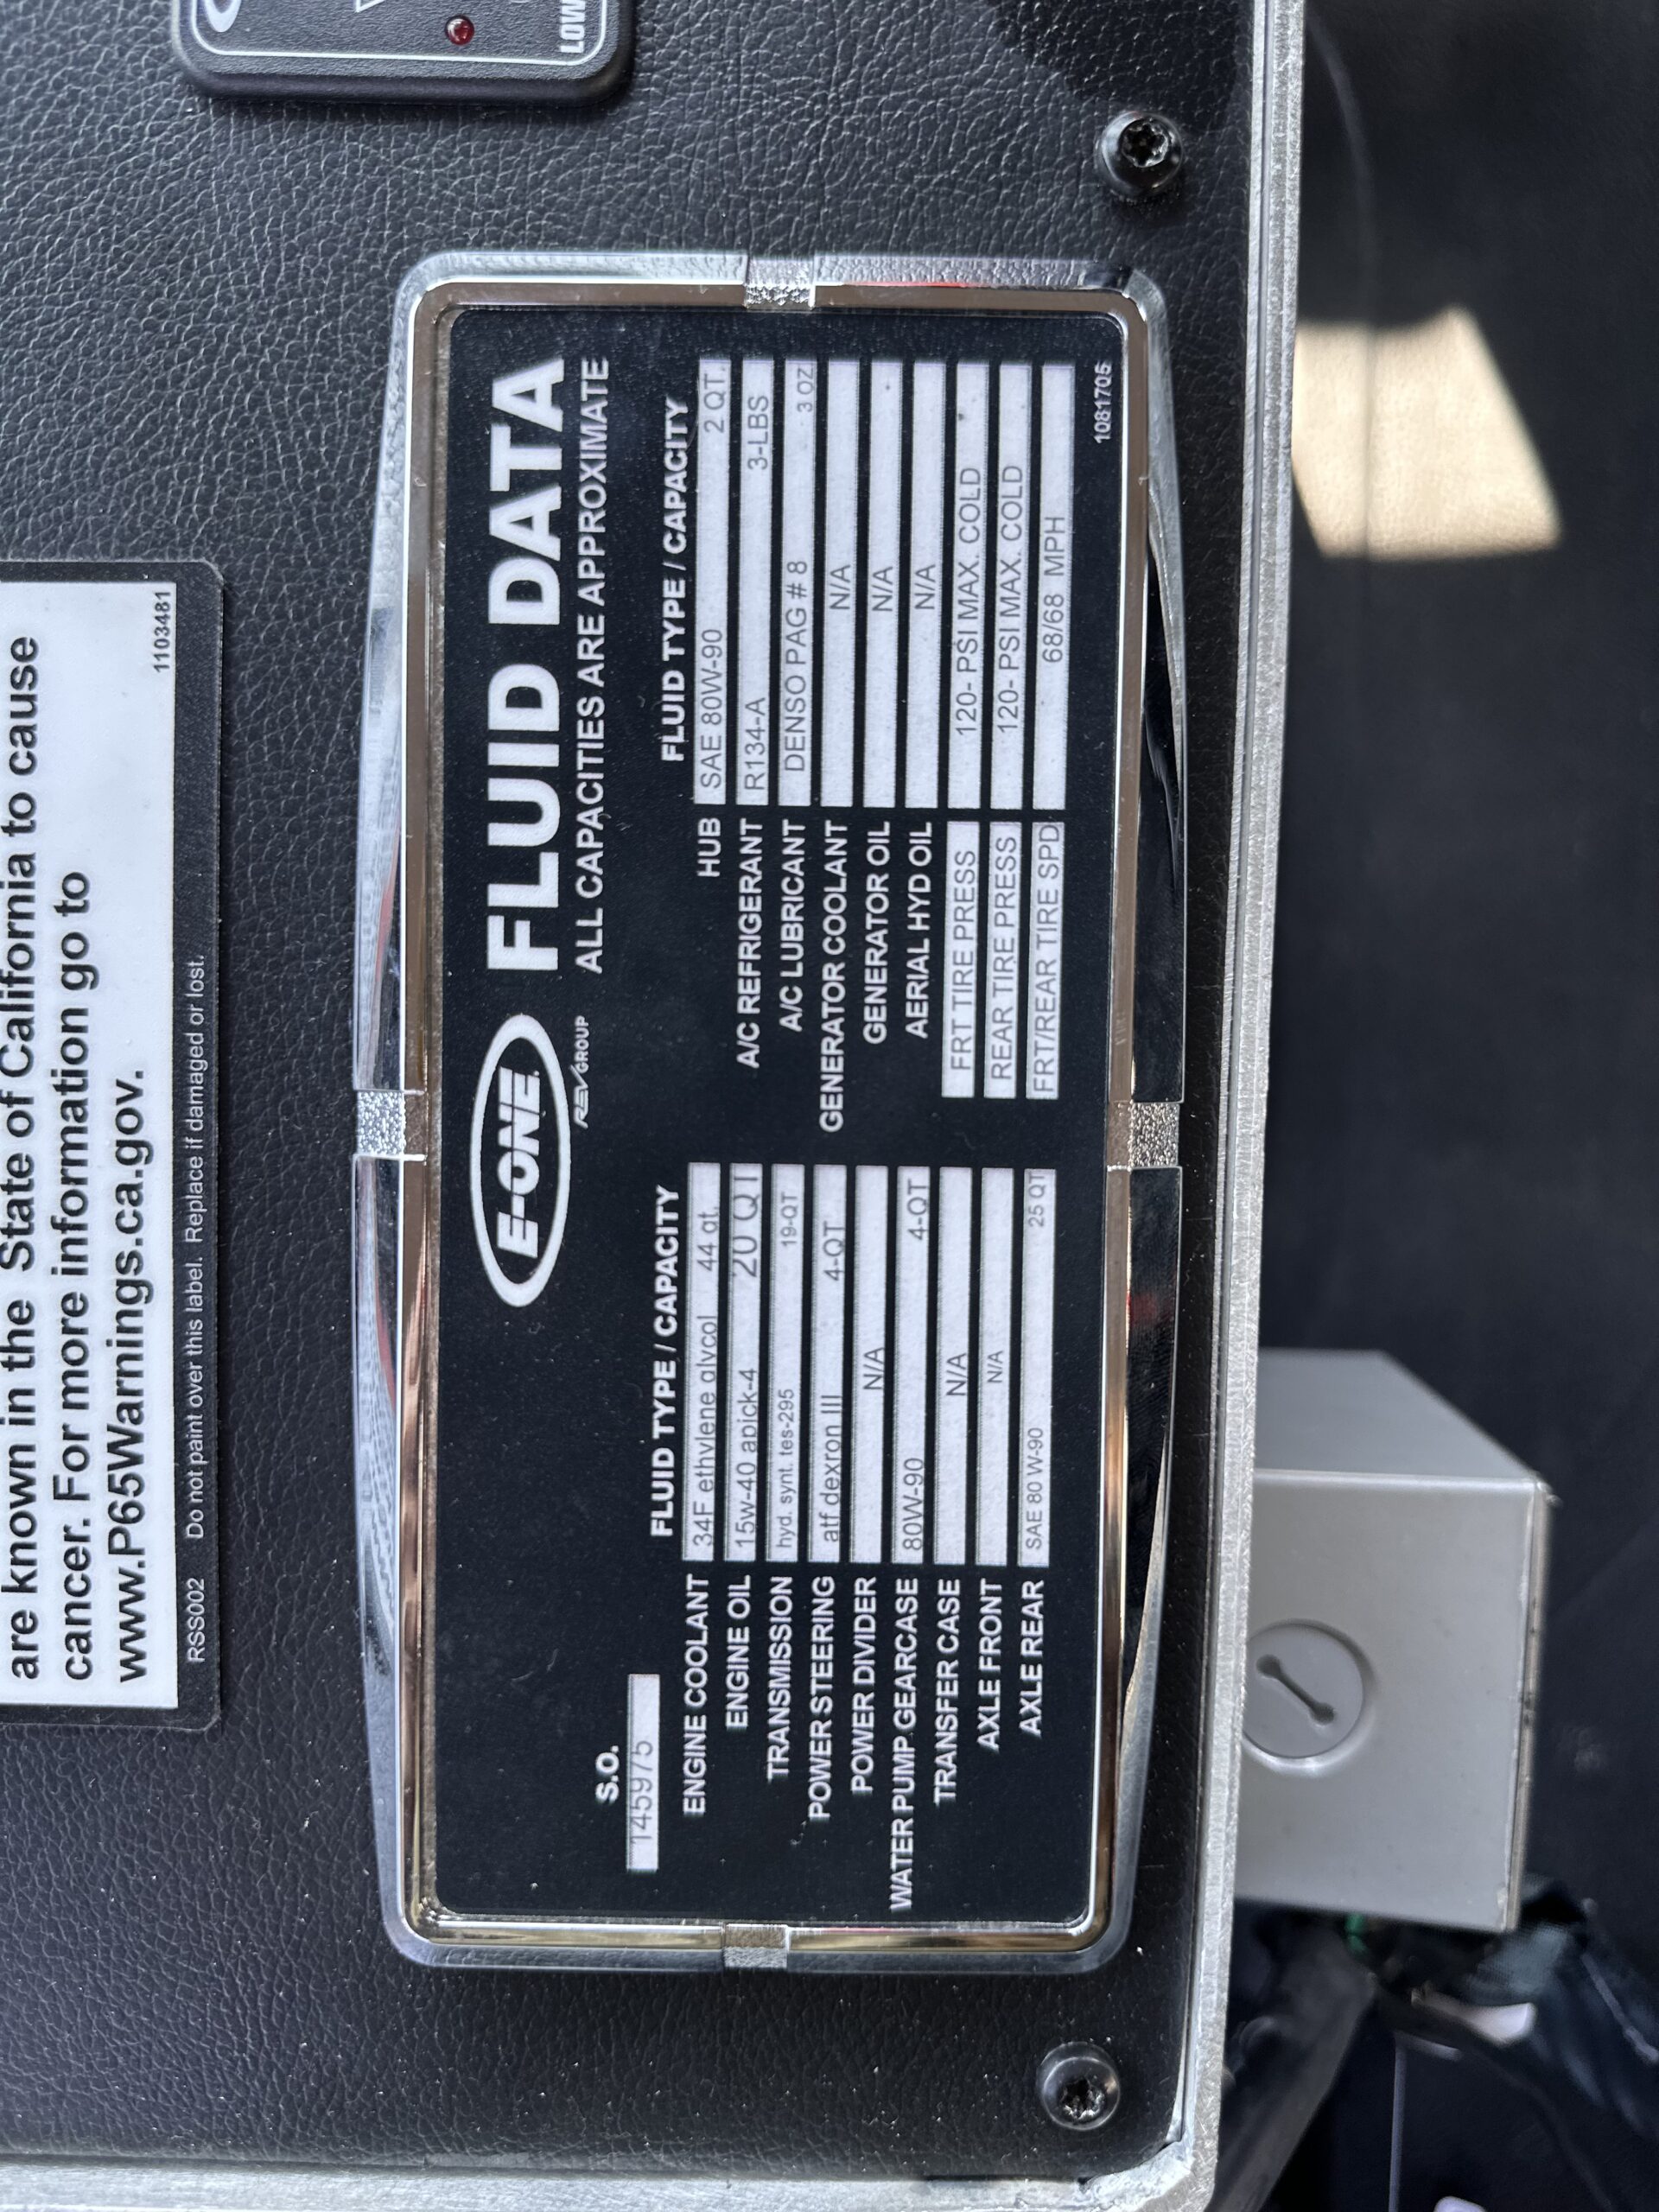 LOW
are known in the State of California to cause
cancer. For more information go to
www.P65Warnings.ca.gov.
1103481
RSS002 Do not paint over this label. Replace if damaged or lost.
E-ONE
REV GROUP
FLUID DATA
ALL CAPACITIES ARE APPROXIMATE
S.O.
145975
FLUID TYPE / CAPACITY
ENGINE COOLANT 34F ethylene glycol 44 qt.
ENGINE OIL 15w-40 apick-4 20 QT
TRANSMISSION hyd. synt. tes-295 19-QT
POWER STEERING atf dexron III 4-QT
POWER DIVIDER N/A
WATER PUMP GEARCASE 80W-90 4-QT
TRANSFER CASE N/A
AXLE FRONT N/A
AXLE REAR SAE 80 W-90 25 QT
FLUID TYPE / CAPACITY
HUB SAE 80W-90 2 QT.
A/C REFRIGERANT R134-A 3-LBS
A/C LUBRICANT DENSO PAG # 8 3 OZ
GENERATOR COOLANT N/A
GENERATOR OIL N/A
AERIAL HYD OIL N/A
FRT TIRE PRESS 120- PSI MAX. COLD
REAR TIRE PRESS 120- PSI MAX. COLD
FRT/REAR TIRE SPD 68/68 MPH
1081705